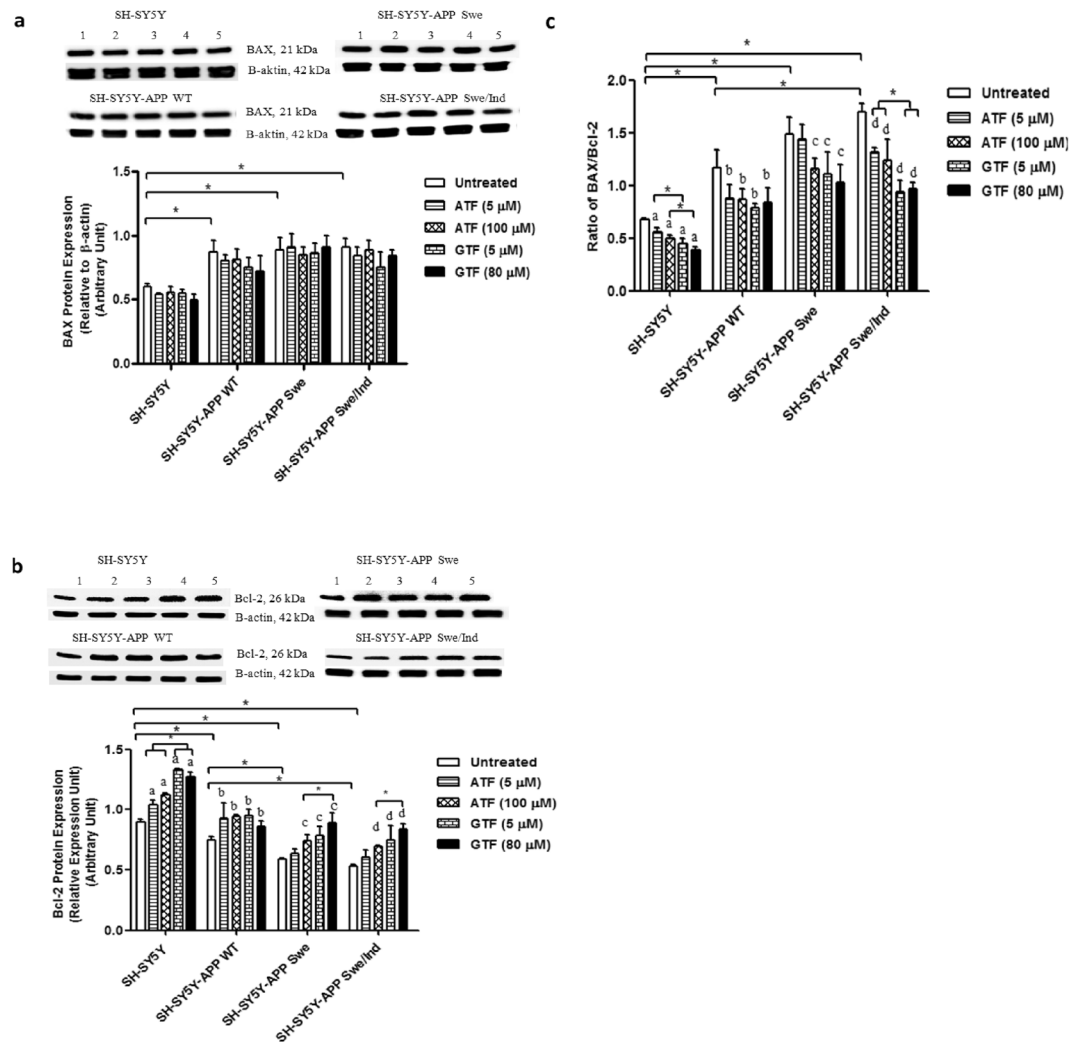 a
SH-SY5Y
SH-SY5Y-APP Swe
1 2 3 4 5
1 2 3 4 5
BAX, 21 kDa
B-aktin, 42 kDa
SH-SY5Y-APP WT
SH-SY5Y-APP Swe/Ind
BAX, 21 kDa
B-aktin, 42 kDa
BAX Protein Expression
(Relative to β-actin)
(Arbitrary Unit)
1.5
1.0
0.5
0.0
* * *
Untreated
ATF (5 µM)
ATF (100 µM)
GTF (5 µM)
GTF (80 µM)
SH-SY5Y
SH-SY5Y-APP WT
SH-SY5Y-APP Swe
SH-SY5Y-APP Swe/Ind
b
SH-SY5Y
SH-SY5Y-APP Swe
1 2 3 4 5
1 2 3 4 5
Bcl-2, 26 kDa
B-actin, 42 kDa
SH-SY5Y-APP WT
SH-SY5Y-APP Swe/Ind
Bcl-2, 26 kDa
B-actin, 42 kDa
Bcl-2 Protein Expression
(Relative Expression Unit)
(Arbitrary Unit)
1.5
1.0
0.5
0.0
* * * * * * * *
a a a a b b b b c c c d d d
Untreated
ATF (5 µM)
ATF (100 µM)
GTF (5 µM)
GTF (80 µM)
SH-SY5Y
SH-SY5Y-APP WT
SH-SY5Y-APP Swe
SH-SY5Y-APP Swe/Ind
c
Ratio of BAX/Bcl-2
2.0
1.5
1.0
0.5
0.0
* * * * * * *
a a a a b b b b c c c d d d d
Untreated
ATF (5 µM)
ATF (100 µM)
GTF (5 µM)
GTF (80 µM)
SH-SY5Y
SH-SY5Y-APP WT
SH-SY5Y-APP Swe
SH-SY5Y-APP Swe/Ind